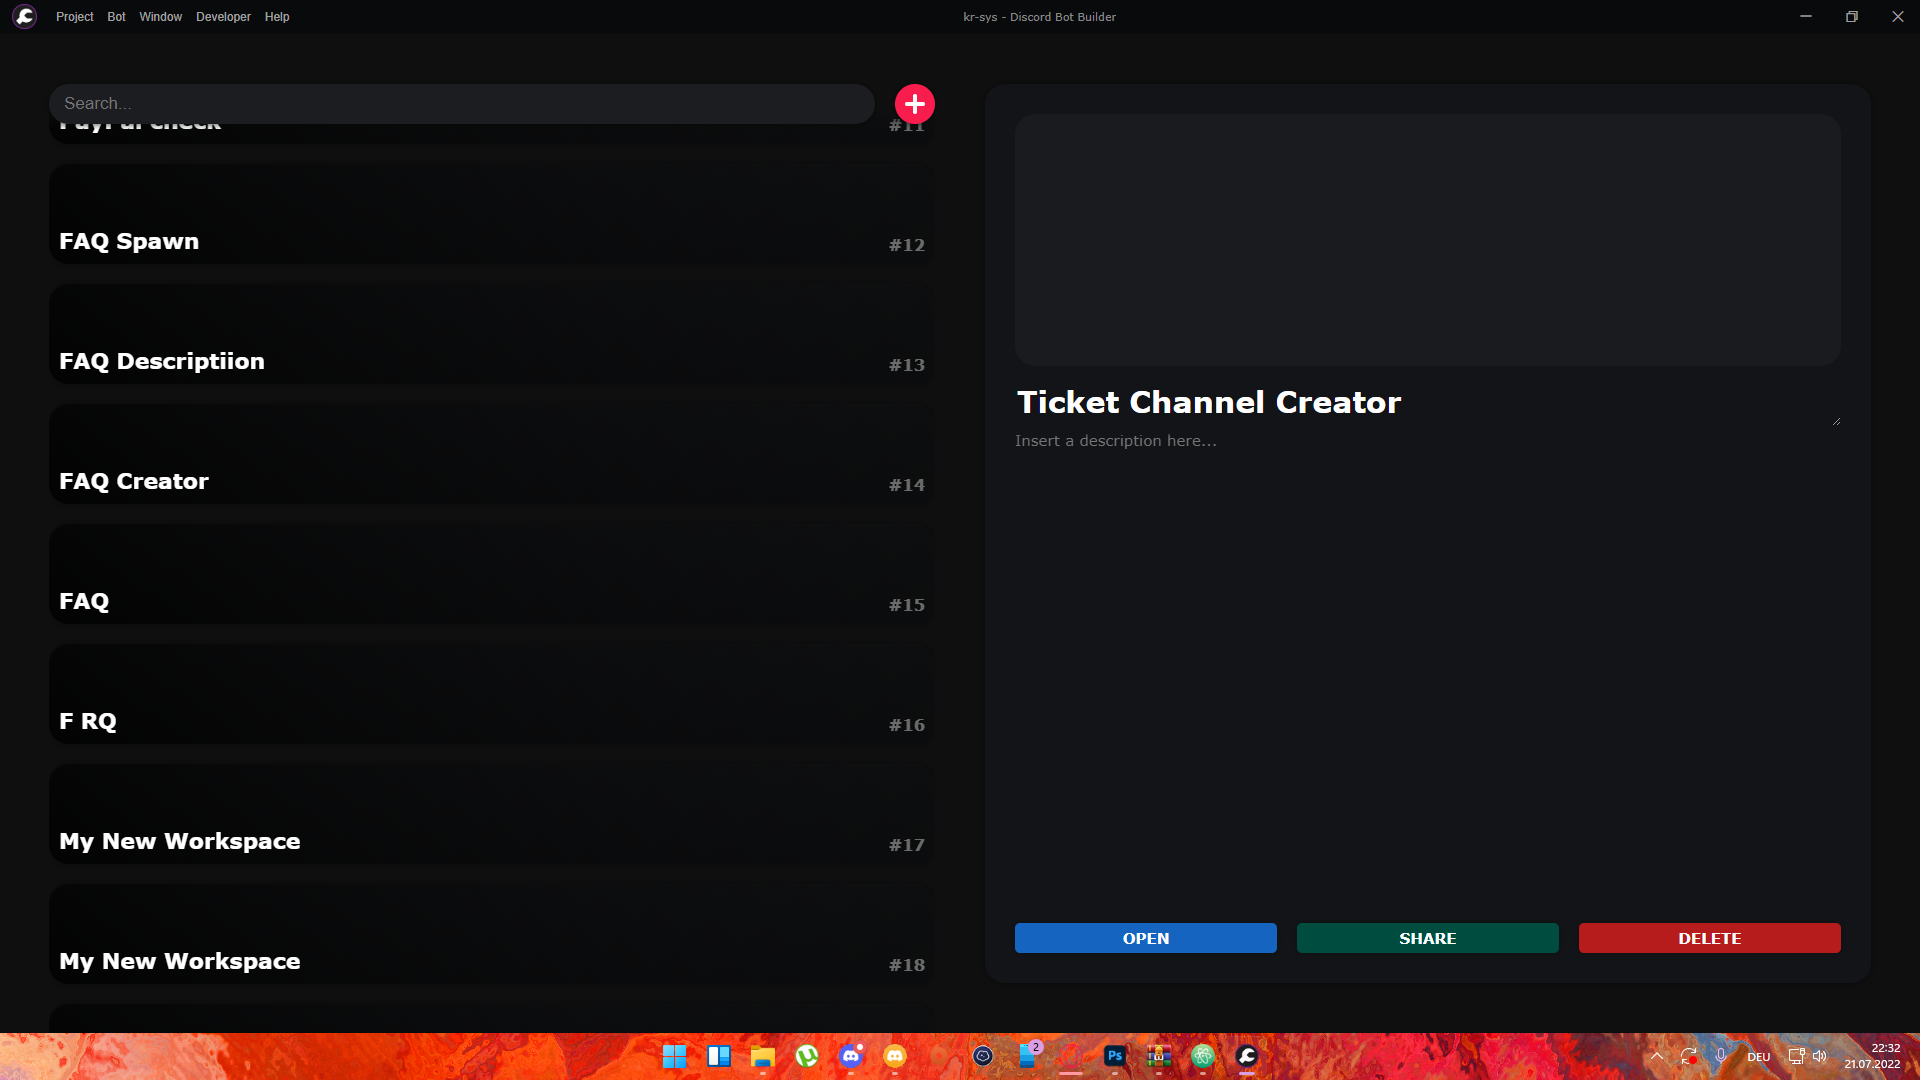 Project Bot Window Developer Help
kr-sys - Discord Bot Builder
Search...
PayPal check
#11
FAQ Spawn
#12
FAQ Descriptiion
#13
FAQ Creator
#14
FAQ
#15
F RQ
#16
My New Workspace
#17
My New Workspace
#18
Ticket Channel Creator
Insert a description here...
OPEN
SHARE
DELETE
2
Ps
DEU
22:32
21.07.2022